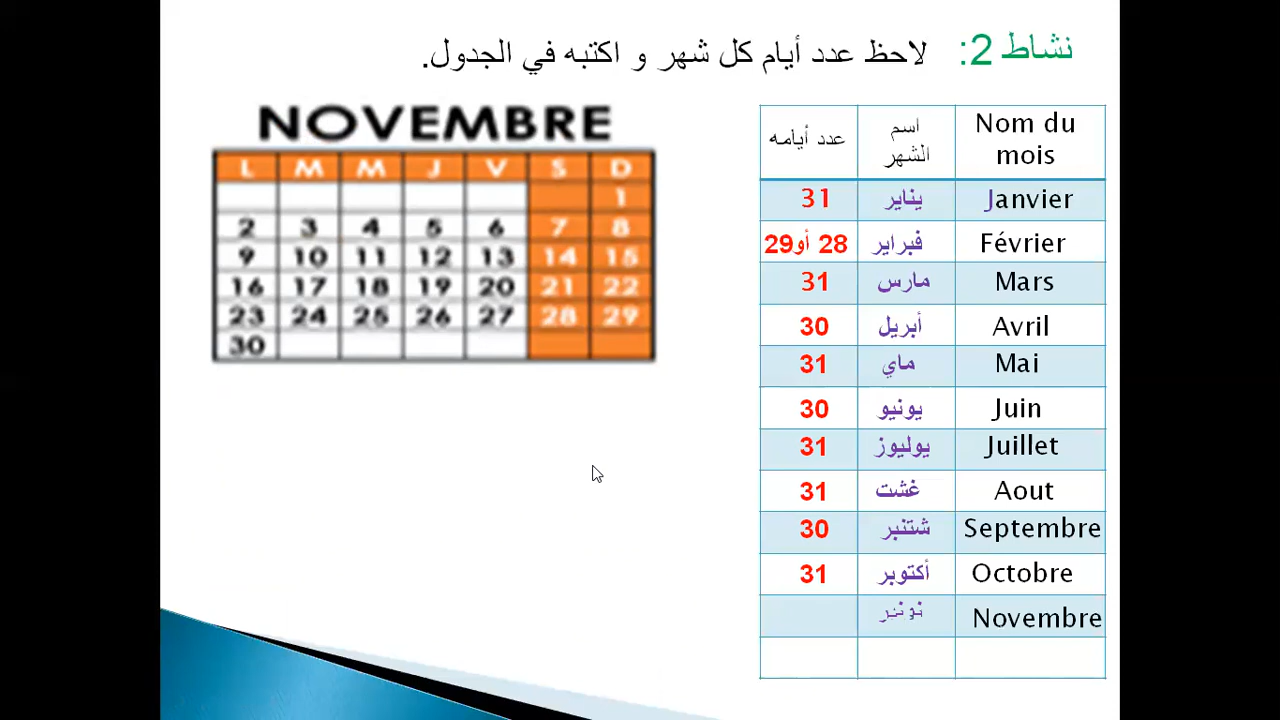 نشاط 2: لاحظ عدد أيام كل شهر و اكتبه في الجدول.
NOVEMBRE
L M M J V S D
1
2 3 4 5 6 7 8
9 10 11 12 13 14 15
16 17 18 19 20 21 22
23 24 25 26 27 28 29
30
Nom du mois اسم الشهر عدد أيامه
Janvier يناير 31
Février فبراير 28 أو29
Mars مارس 31
Avril أبريل 30
Mai ماي 31
Juin يونيو 30
Juillet يوليوز 31
Aout غشت 31
Septembre شتنبر 30
Octobre أكتوبر 31
Novembre